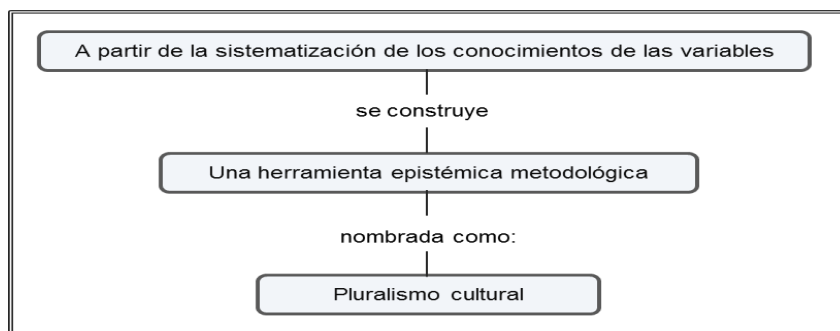 A partir de la sistematización de los conocimientos de las variables
se construye
Una herramienta epistémica metodológica
nombrada como:
Pluralismo cultural